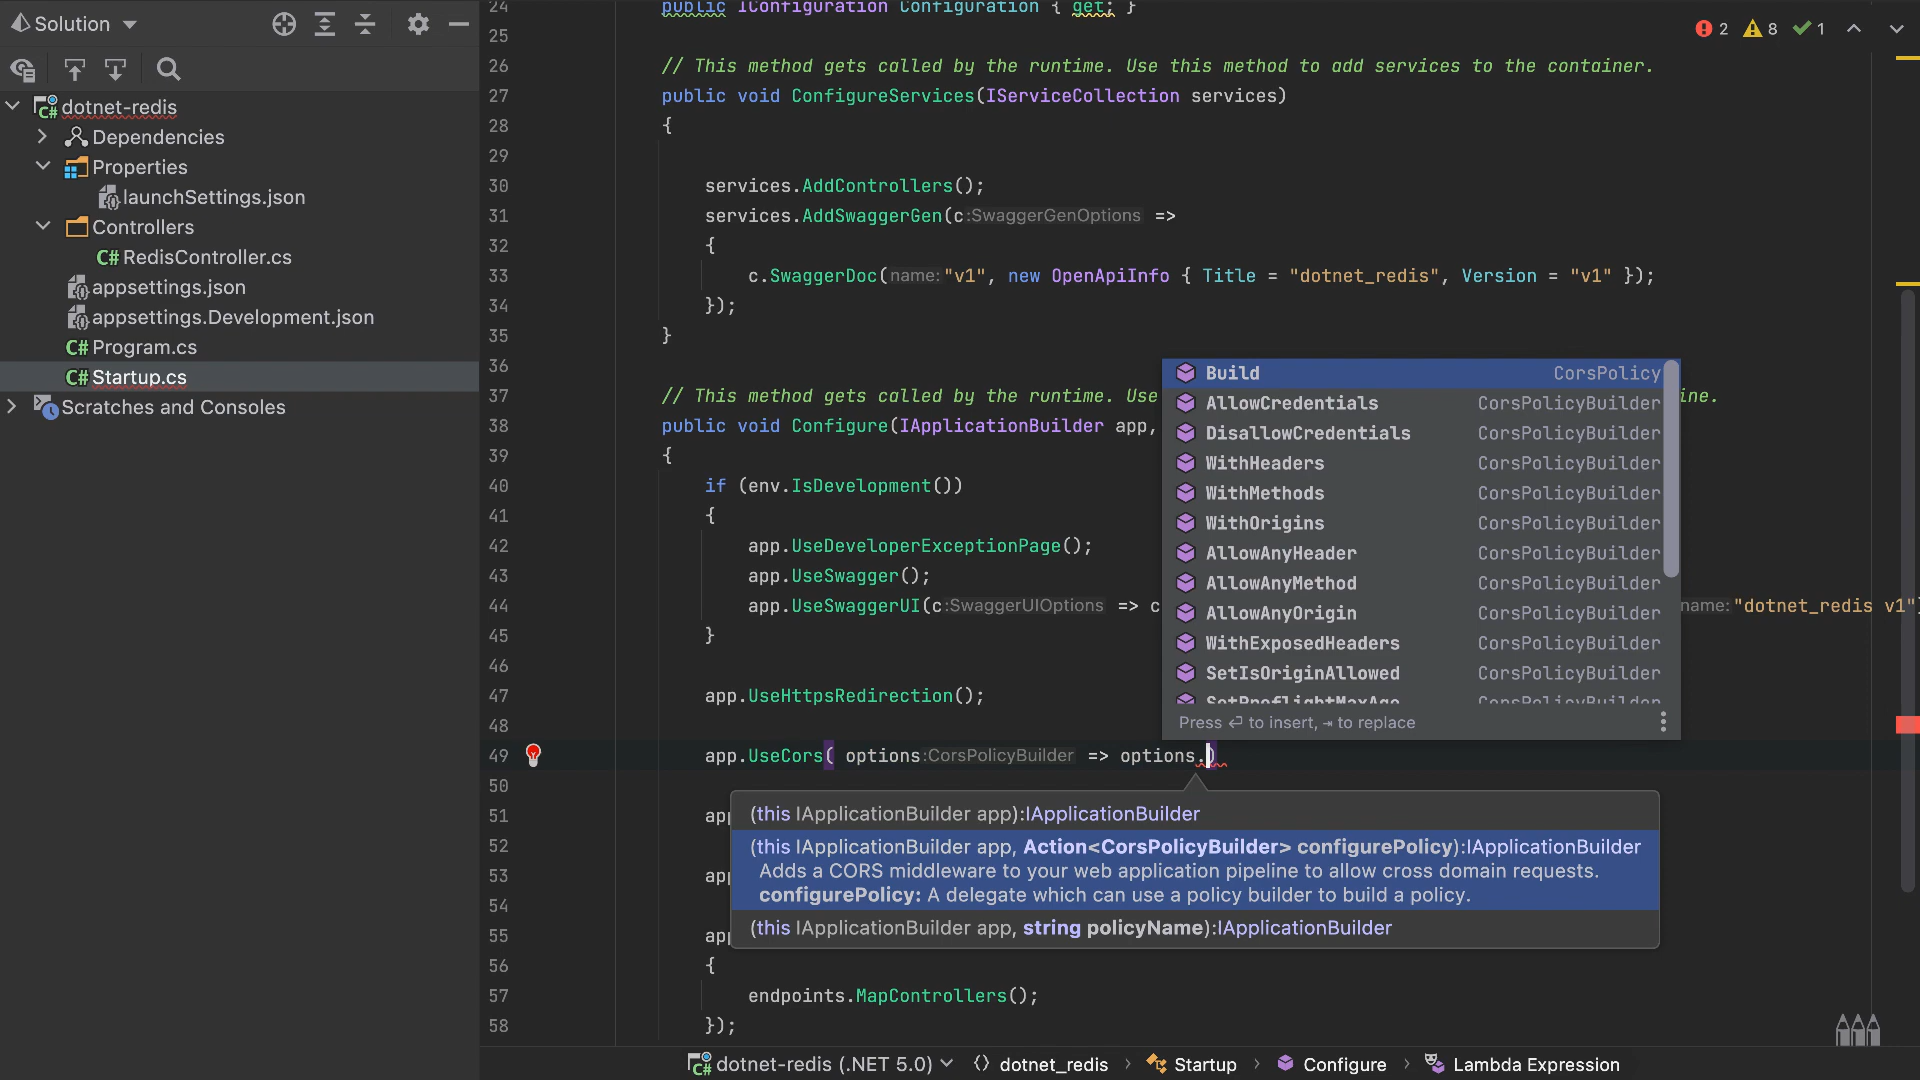 Solution
dotnet-redis
Dependencies
Properties
launchSettings.json
Controllers
C# RedisController.cs
appsettings.json
appsettings.Development.json
C# Program.cs
C# Startup.cs
Scratches and Consoles
2 8 1
24 public IConfiguration Configuration { get; }
25
26 // This method gets called by the runtime. Use this method to add services to the container.
27 public void ConfigureServices(IServiceCollection services)
28 {
29
30 services.AddControllers();
31 services.AddSwaggerGen(c:SwaggerGenOptions =>
32 {
33 c.SwaggerDoc(name:"v1", new OpenApiInfo { Title = "dotnet_redis", Version = "v1" });
34 });
35 }
36
37 // This method gets called by the runtime. Use ine.
38 public void Configure(IApplicationBuilder app,
39 {
40 if (env.IsDevelopment())
41 {
42 app.UseDeveloperExceptionPage();
43 app.UseSwagger();
44 app.UseSwaggerUI(c:SwaggerUIOptions => c name:"dotnet_redis v1")
45 }
46
47 app.UseHttpsRedirection();
48
49 app.UseCors( options:CorsPolicyBuilder => options.)
50
51 app
52
53 app
54
55 app
56 {
57 endpoints.MapControllers();
58 });
Build CorsPolicy
AllowCredentials CorsPolicyBuilder
DisallowCredentials CorsPolicyBuilder
WithHeaders CorsPolicyBuilder
WithMethods CorsPolicyBuilder
WithOrigins CorsPolicyBuilder
AllowAnyHeader CorsPolicyBuilder
AllowAnyMethod CorsPolicyBuilder
AllowAnyOrigin CorsPolicyBuilder
WithExposedHeaders CorsPolicyBuilder
SetIsOriginAllowed CorsPolicyBuilder
SetPreflightMaxAge
Press ⏎ to insert, ⇥ to replace
(this IApplicationBuilder app):IApplicationBuilder
(this IApplicationBuilder app, Action<CorsPolicyBuilder> configurePolicy):IApplicationBuilder
Adds a CORS middleware to your web application pipeline to allow cross domain requests.
configurePolicy: A delegate which can use a policy builder to build a policy.
(this IApplicationBuilder app, string policyName):IApplicationBuilder
dotnet-redis (.NET 5.0) dotnet_redis › Startup › Configure › Lambda Expression